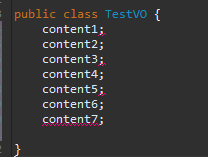 public class TestVO {
content1;
content2;
content3;
content4;
content5;
content6;
content7;
}